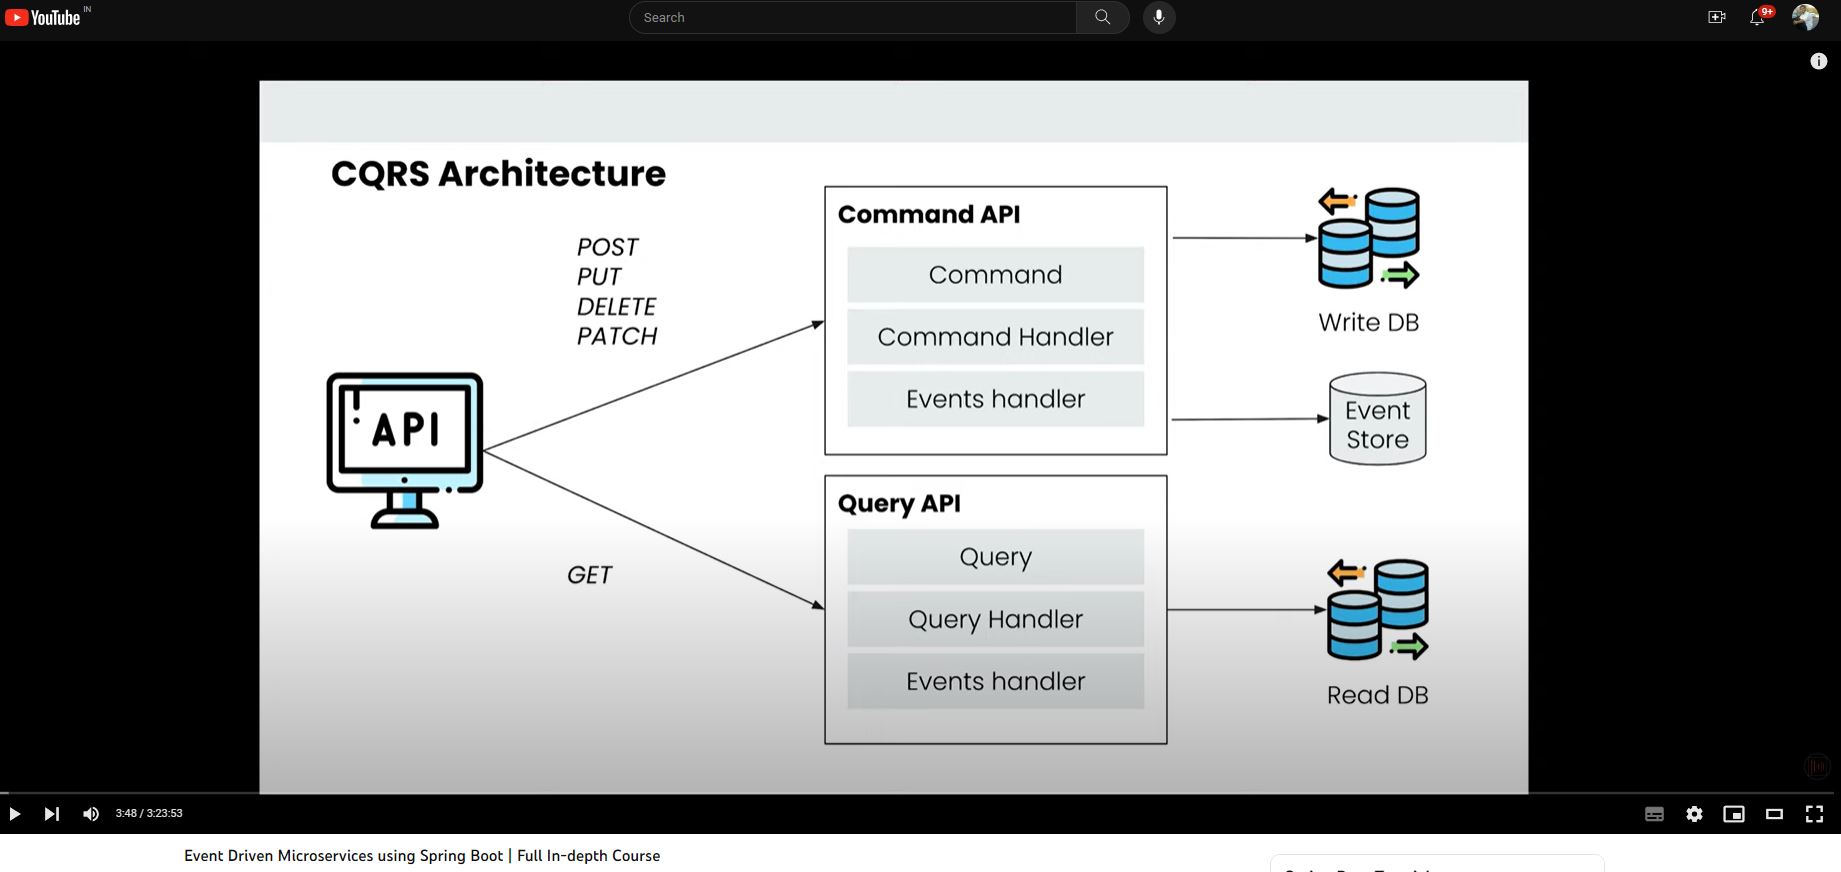 YouTube IN
Search
9+
CQRS Architecture
POST
PUT
DELETE
PATCH
API
GET
Command API
Command
Command Handler
Events handler
Query API
Query
Query Handler
Events handler
Write DB
Event
Store
Read DB
3:48 / 3:23:53
Event Driven Microservices using Spring Boot | Full In-depth Course